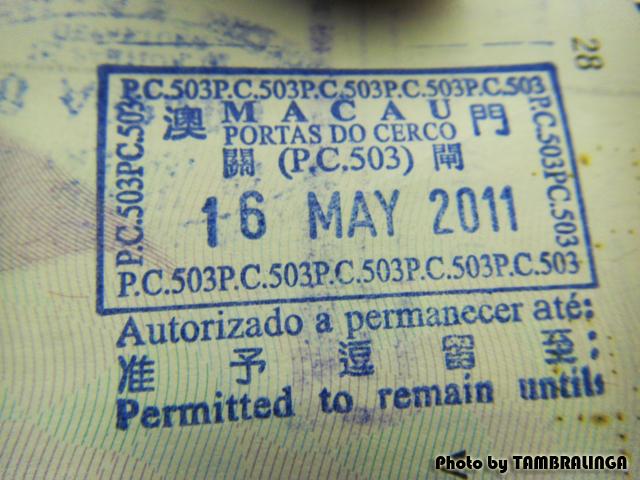 28
P.C.503P.C.503P.C.503P.C.503P.C.503
P.C.503PC.503
P.C.503PC.503
澳 MACAU 門
PORTAS DO CERCO
關 (P.C.503) 閘
16 MAY 2011
P.C.503P.C.503P.C.503P.C.503P.C.503
Autorizado a permanecer até:
准予逗留至:
Permitted to remain until:
Photo by TAMBRALINGA